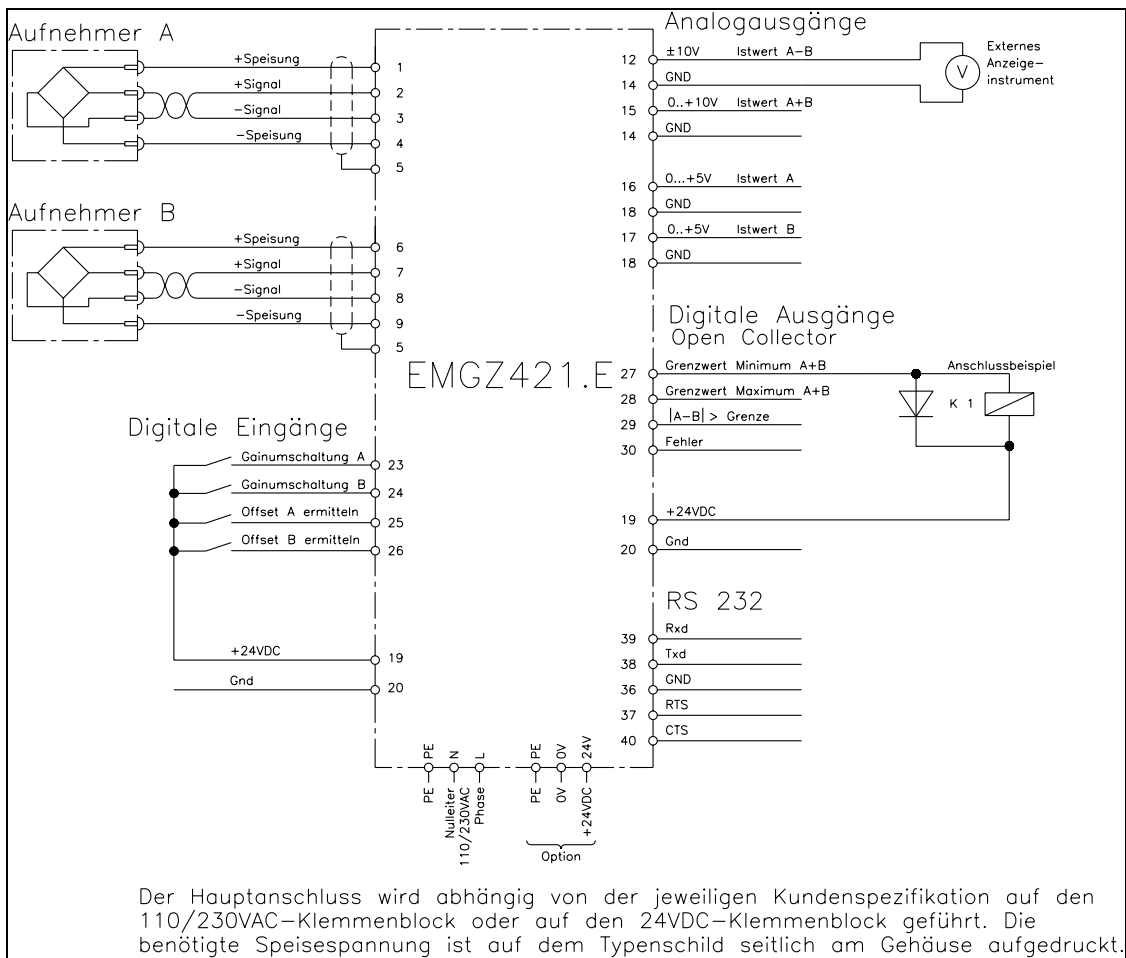 Aufnehmer A
+Speisung
1
+Signal
2
−Signal
3
−Speisung
4
5
Aufnehmer B
+Speisung
6
+Signal
7
−Signal
8
−Speisung
9
5
EMGZ421.E
Digitale Eingänge
Gainumschaltung A
23
Gainumschaltung B
24
Offset A ermitteln
25
Offset B ermitteln
26
+24VDC
19
Gnd
20
Analogausgänge
12 ±10V Istwert A−B
14 GND
15 0..+10V Istwert A+B
14 GND
V
Externes
Anzeige−
instrument
16 0...+5V Istwert A
18 GND
17 0..+5V Istwert B
18 GND
Digitale Ausgänge
Open Collector
27 Grenzwert Minimum A+B
Anschlussbeispiel
28 Grenzwert Maximum A+B
K 1
29 |A−B| > Grenze
30 Fehler
19 +24VDC
20 Gnd
RS 232
39 Rxd
38 Txd
36 GND
37 RTS
40 CTS
PE
N
L
PE
0V
24V
PE
Nulleiter
110/230VAC
Phase
PE
0V
+24VDC
Option
Der Hauptanschluss wird abhängig von der jeweiligen Kundenspezifikation auf den
110/230VAC−Klemmenblock oder auf den 24VDC−Klemmenblock geführt. Die
benötigte Speisespannung ist auf dem Typenschild seitlich am Gehäuse aufgedruckt.